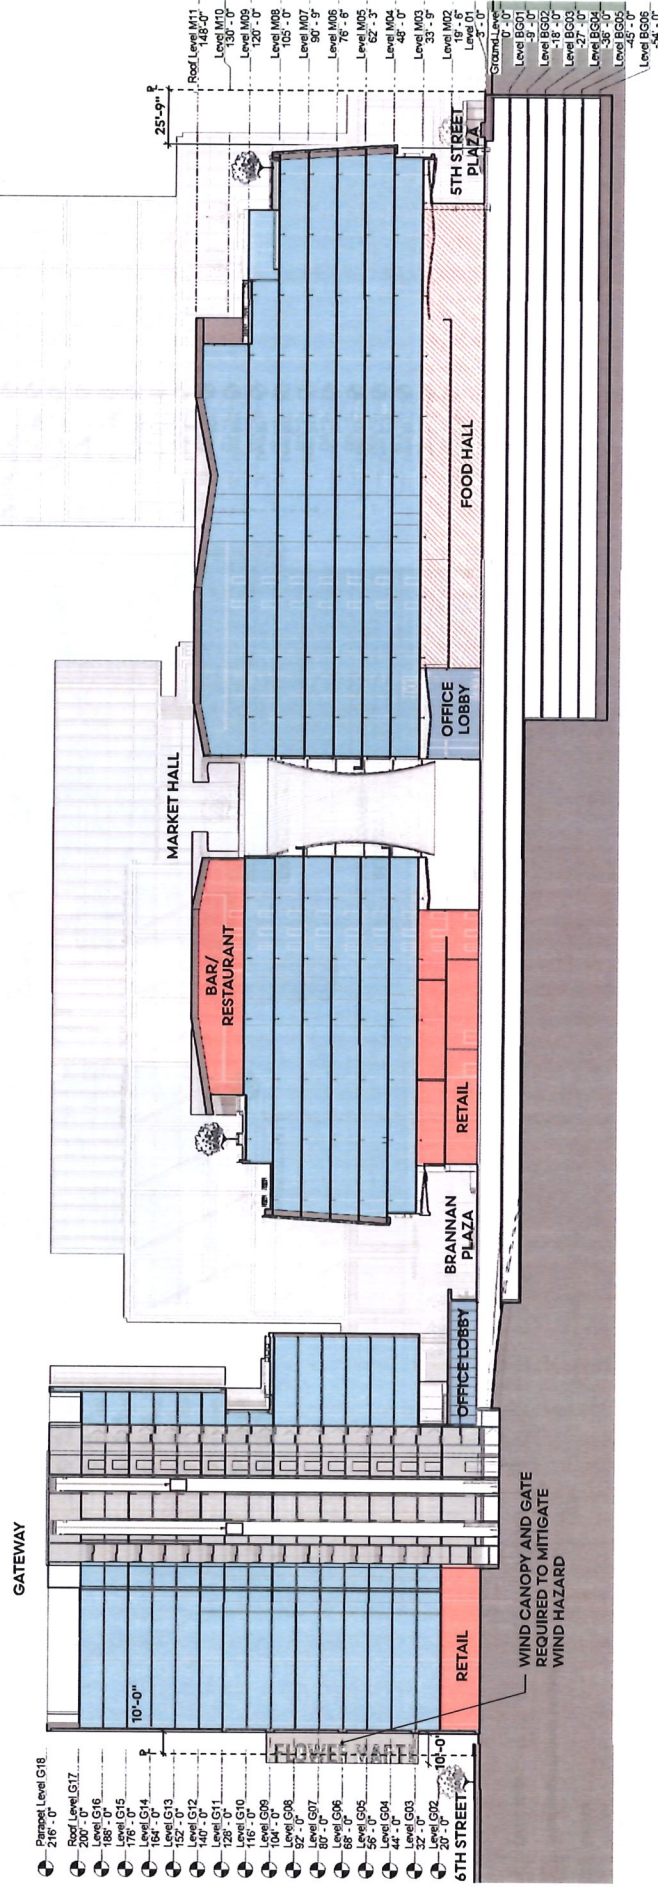 GATEWAY
MARKET HALL
Parapet Level G18
216' - 0"
Roof Level G17
200' - 0"
Level G16
188' - 0"
Level G15
176' - 0"
Level G14
164' - 0"
Level G13
152' - 0"
Level G12
140' - 0"
Level G11
128' - 0"
Level G10
116' - 0"
Level G09
104' - 0"
Level G08
92' - 0"
Level G07
80' - 0"
Level G06
68' - 0"
Level G05
56' - 0"
Level G04
44' - 0"
Level G03
32' - 0"
Level G02
20' - 0"
6TH STREET
10'-0"
10'-0"
RETAIL
WIND CANOPY AND GATE
REQUIRED TO MITIGATE
WIND HAZARD
OFFICE LOBBY
BRANNAN
PLAZA
RETAIL
BAR/
RESTAURANT
OFFICE
LOBBY
FOOD HALL
5TH STREET
PLAZA
25'-9"
Roof Level M11
148'-0"
Level M10
130' - 0"
Level M09
120' - 0"
Level M08
105' - 0"
Level M07
90' - 9"
Level M06
76' - 6"
Level M05
62' - 3"
Level M04
48' - 0"
Level M03
33' - 9"
Level M02
19' - 6"
Level 01
3' - 0"
Ground Level
0' - 0"
Level BG01
-9' - 0"
Level BG02
-18' - 0"
Level BG03
-27' - 0"
Level BG04
-36' - 0"
Level BG05
-45' - 0"
Level BG06
-54' - 0"